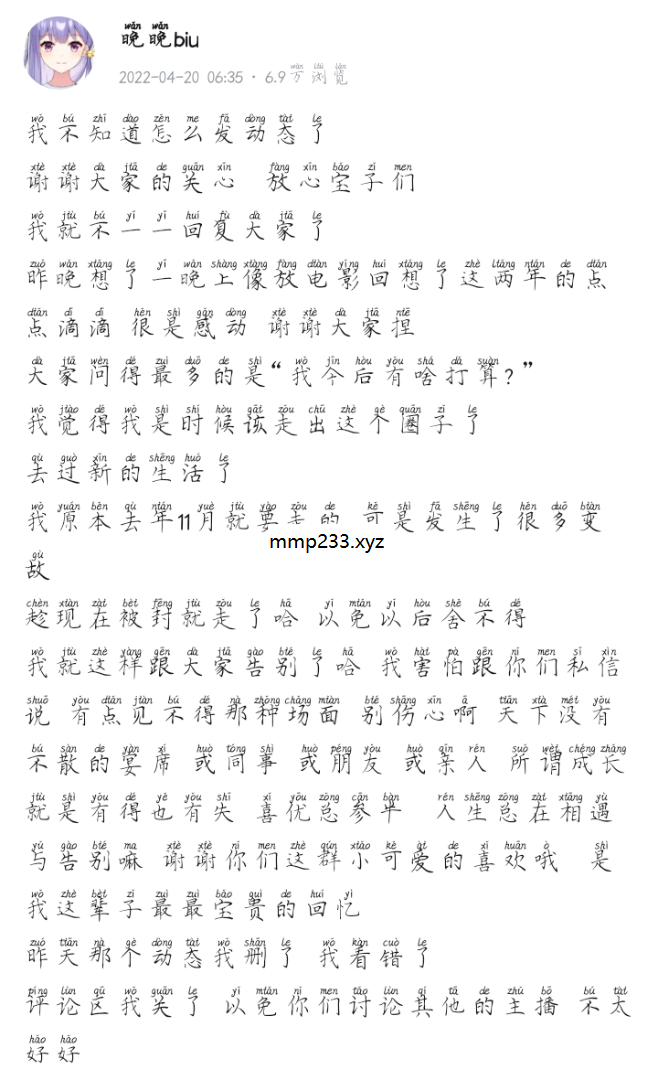 晚晚biu
2022-04-20 06:35 · 6.9万浏览
我不知道怎么发动态了
谢谢大家的关心 放心宝子们
我就不一一回复大家了
昨晚想了一晚上像放电影回想了这两年的点
点滴滴 很是感动 谢谢大家捏
大家问得最多的是“我今后有啥打算？”
我觉得我是时候该走出这个圈子了
去过新的生活了
我原本去年11月就要走的 可是发生了很多变
mmp233.xyz
故
趁现在被封就走了哈 以免以后舍不得
我就这样跟大家告别了哈 我害怕跟你们私信
说 有点见不得那种场面 别伤心啊 天下没有
不散的宴席 或同事 或朋友 或亲人 所谓成长
就是有得也有失 喜优总参半 人生总在相遇
与告别嘛 谢谢你们这群小可爱的喜欢哦 是
我这辈子最最宝贵的回忆
昨天那个动态我删了 我看错了
评论区我关了 以免你们讨论其他的主播 不太
好好